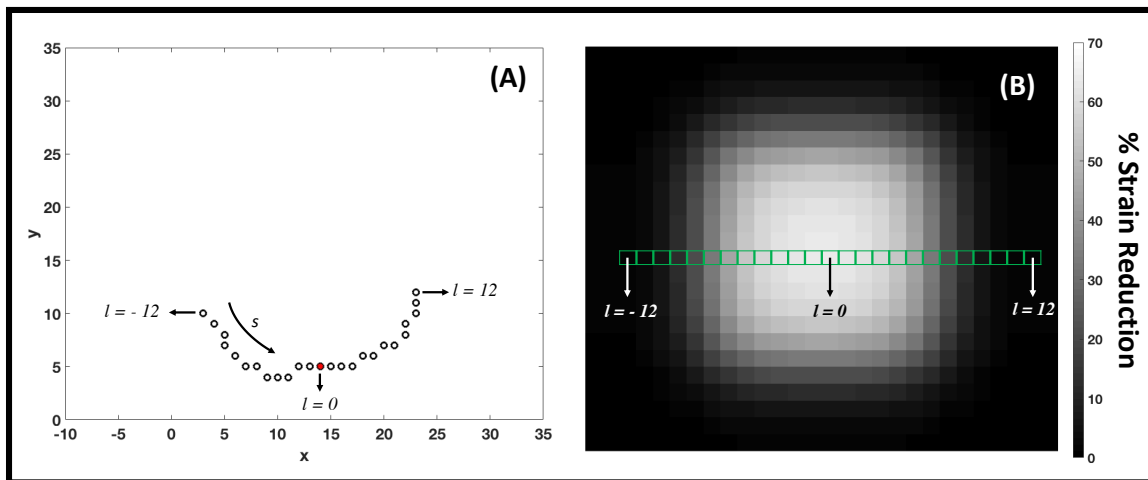 (A)
35
30
25
20
15
10
5
0
y
-10 -5 0 5 10 15 20 25 30 35
x
l = - 12
s
l = 12
l = 0
(B)
l = - 12
l = 0
l = 12
70
60
50
40
30
20
10
0
% Strain Reduction